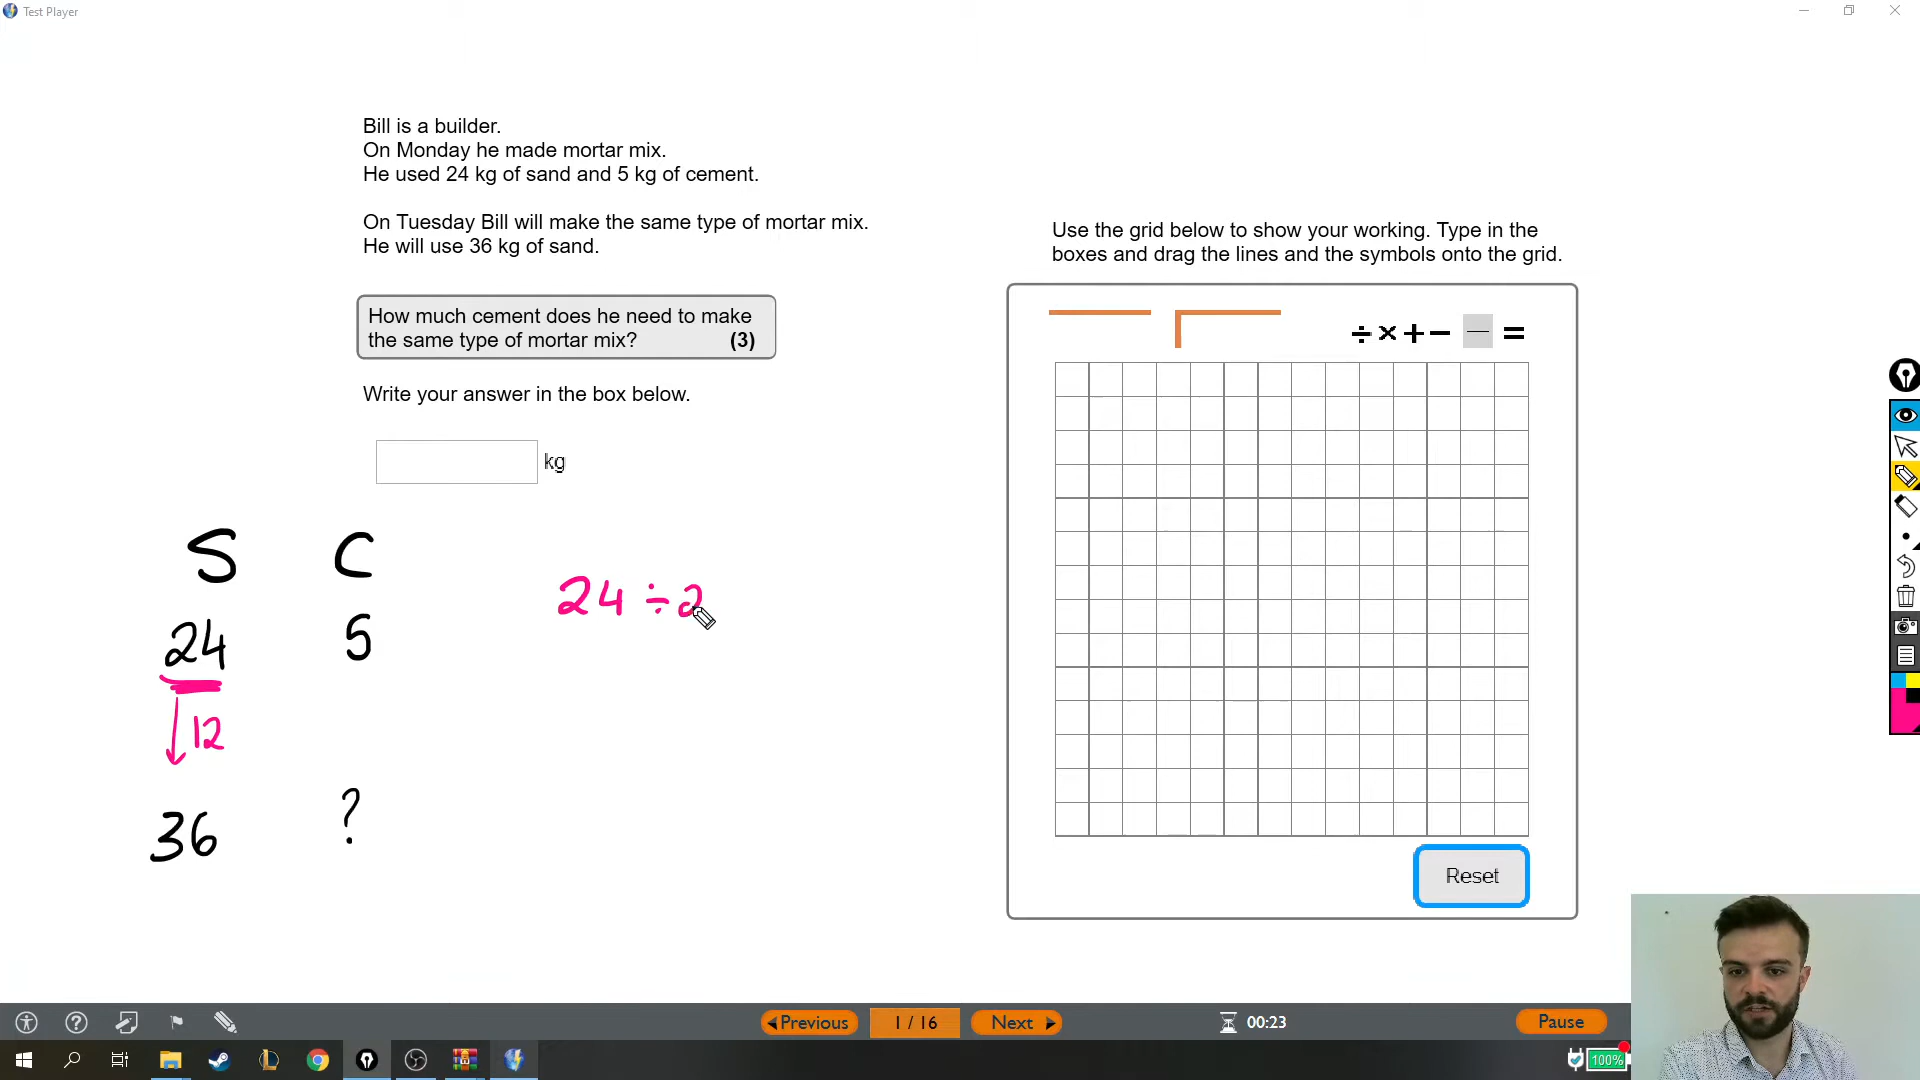 Test Player
Bill is a builder.
On Monday he made mortar mix.
He used 24 kg of sand and 5 kg of cement.
On Tuesday Bill will make the same type of mortar mix.
He will use 36 kg of sand.
How much cement does he need to make
the same type of mortar mix? (3)
Write your answer in the box below.
kg
S C
24 5
12
36 ?
24 ÷ 2
Use the grid below to show your working. Type in the
boxes and drag the lines and the symbols onto the grid.
÷ × + − — =
Reset
Previous
1 / 16
Next
00:23
Pause
100%